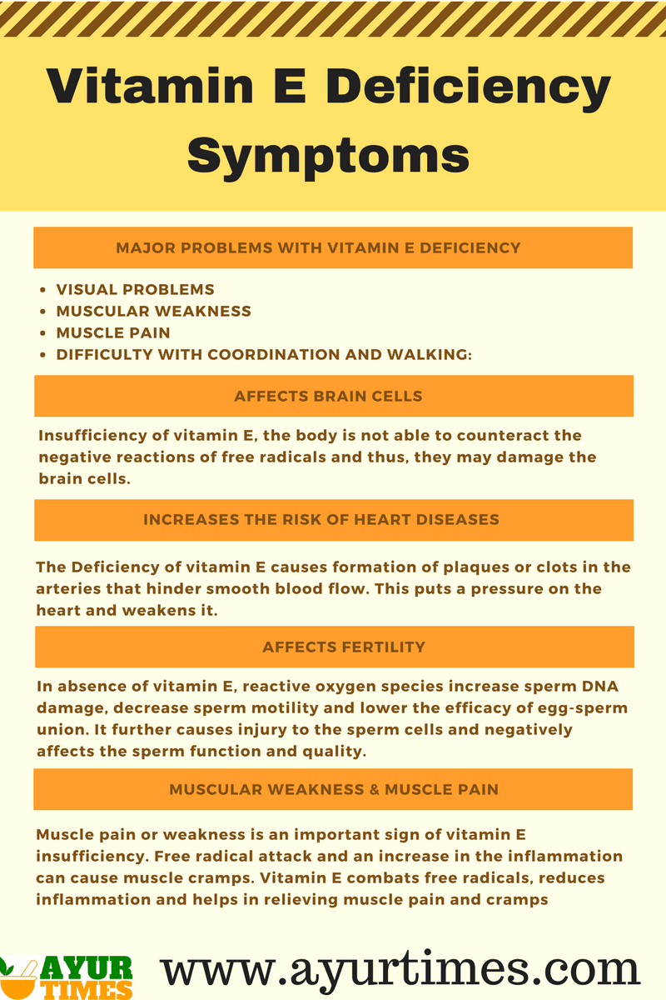 Vitamin E Deficiency
Symptoms
MAJOR PROBLEMS WITH VITAMIN E DEFICIENCY
• VISUAL PROBLEMS
• MUSCULAR WEAKNESS
• MUSCLE PAIN
• DIFFICULTY WITH COORDINATION AND WALKING:
AFFECTS BRAIN CELLS
Insufficiency of vitamin E, the body is not able to counteract the
negative reactions of free radicals and thus, they may damage the
brain cells.
INCREASES THE RISK OF HEART DISEASES
The Deficiency of vitamin E causes formation of plaques or clots in the
arteries that hinder smooth blood flow. This puts a pressure on the
heart and weakens it.
AFFECTS FERTILITY
In absence of vitamin E, reactive oxygen species increase sperm DNA
damage, decrease sperm motility and lower the efficacy of egg-sperm
union. It further causes injury to the sperm cells and negatively
affects the sperm function and quality.
MUSCULAR WEAKNESS & MUSCLE PAIN
Muscle pain or weakness is an important sign of vitamin E
insufficiency. Free radical attack and an increase in the inflammation
can cause muscle cramps. Vitamin E combats free radicals, reduces
inflammation and helps in relieving muscle pain and cramps
AYUR
TIMES
www.ayurtimes.com